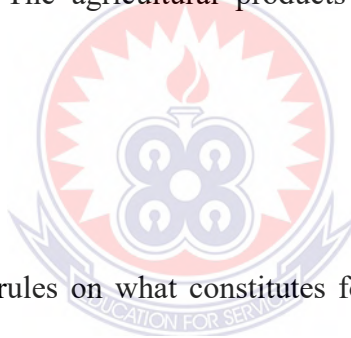 The agricultural products
rules on what constitutes fo
EDUCATION FOR SERVICE